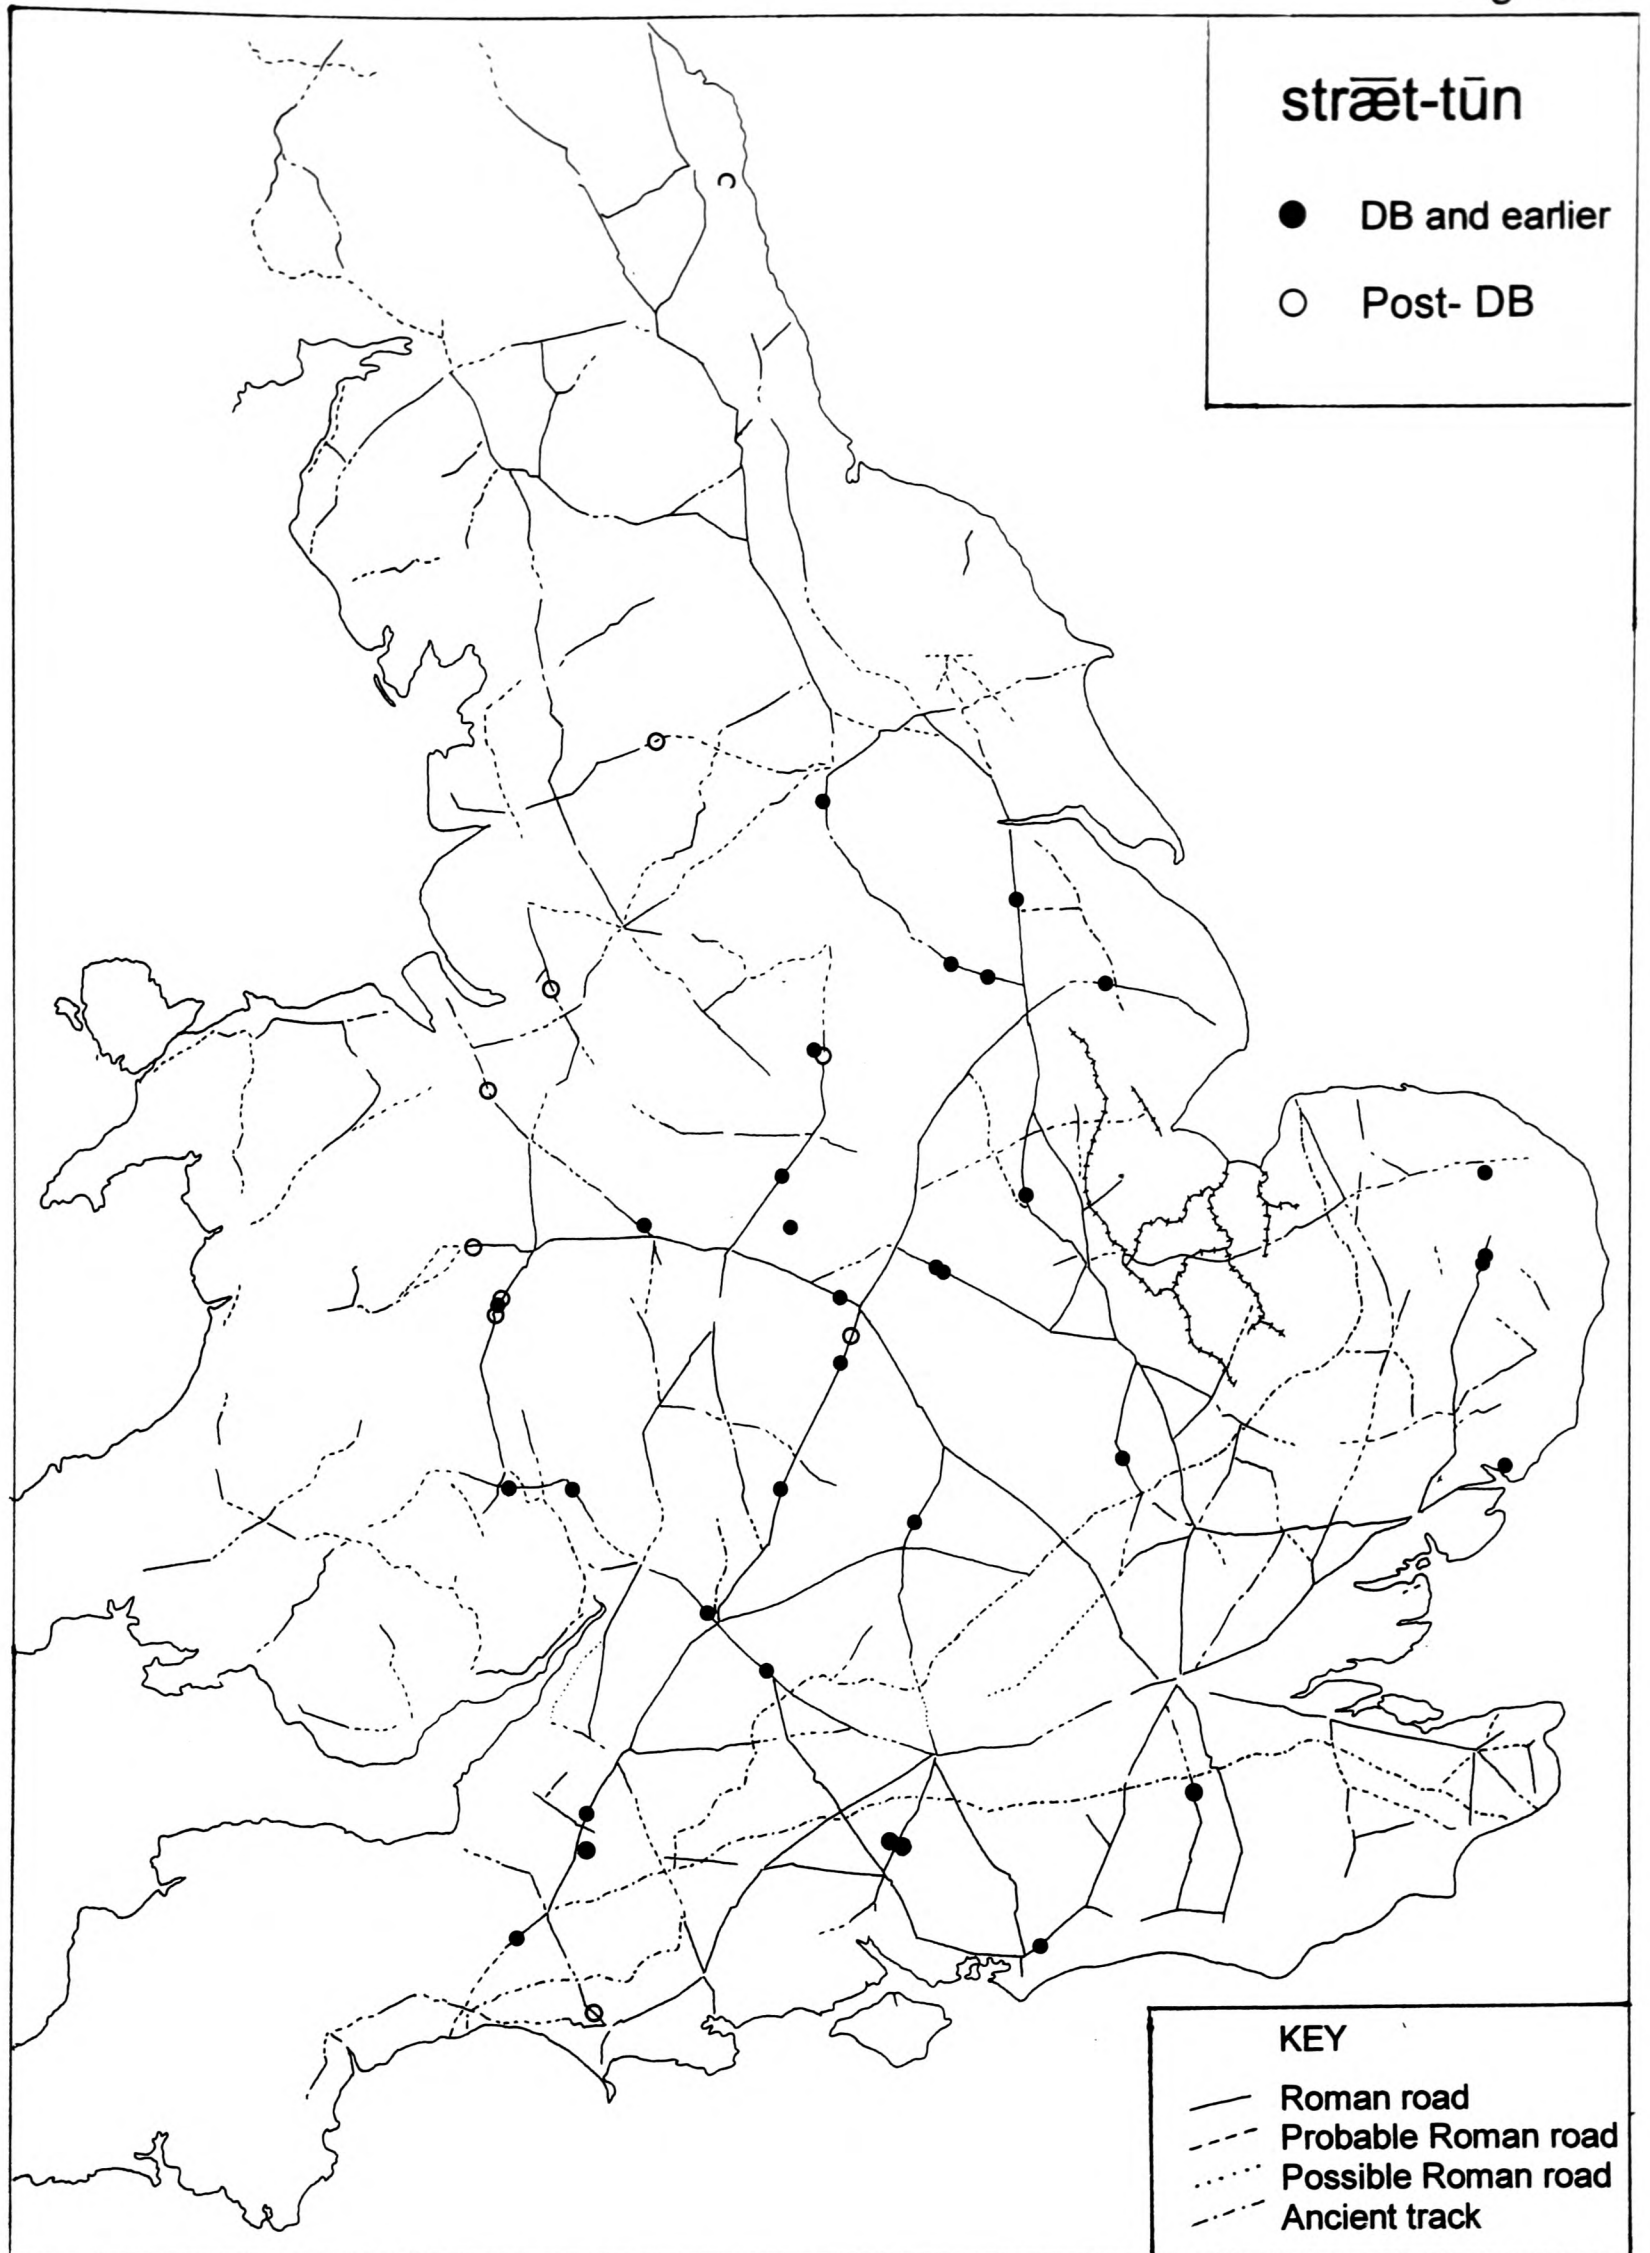 strǣt-tūn
DB and earlier
Post- DB
KEY
Roman road
Probable Roman road
Possible Roman road
Ancient track